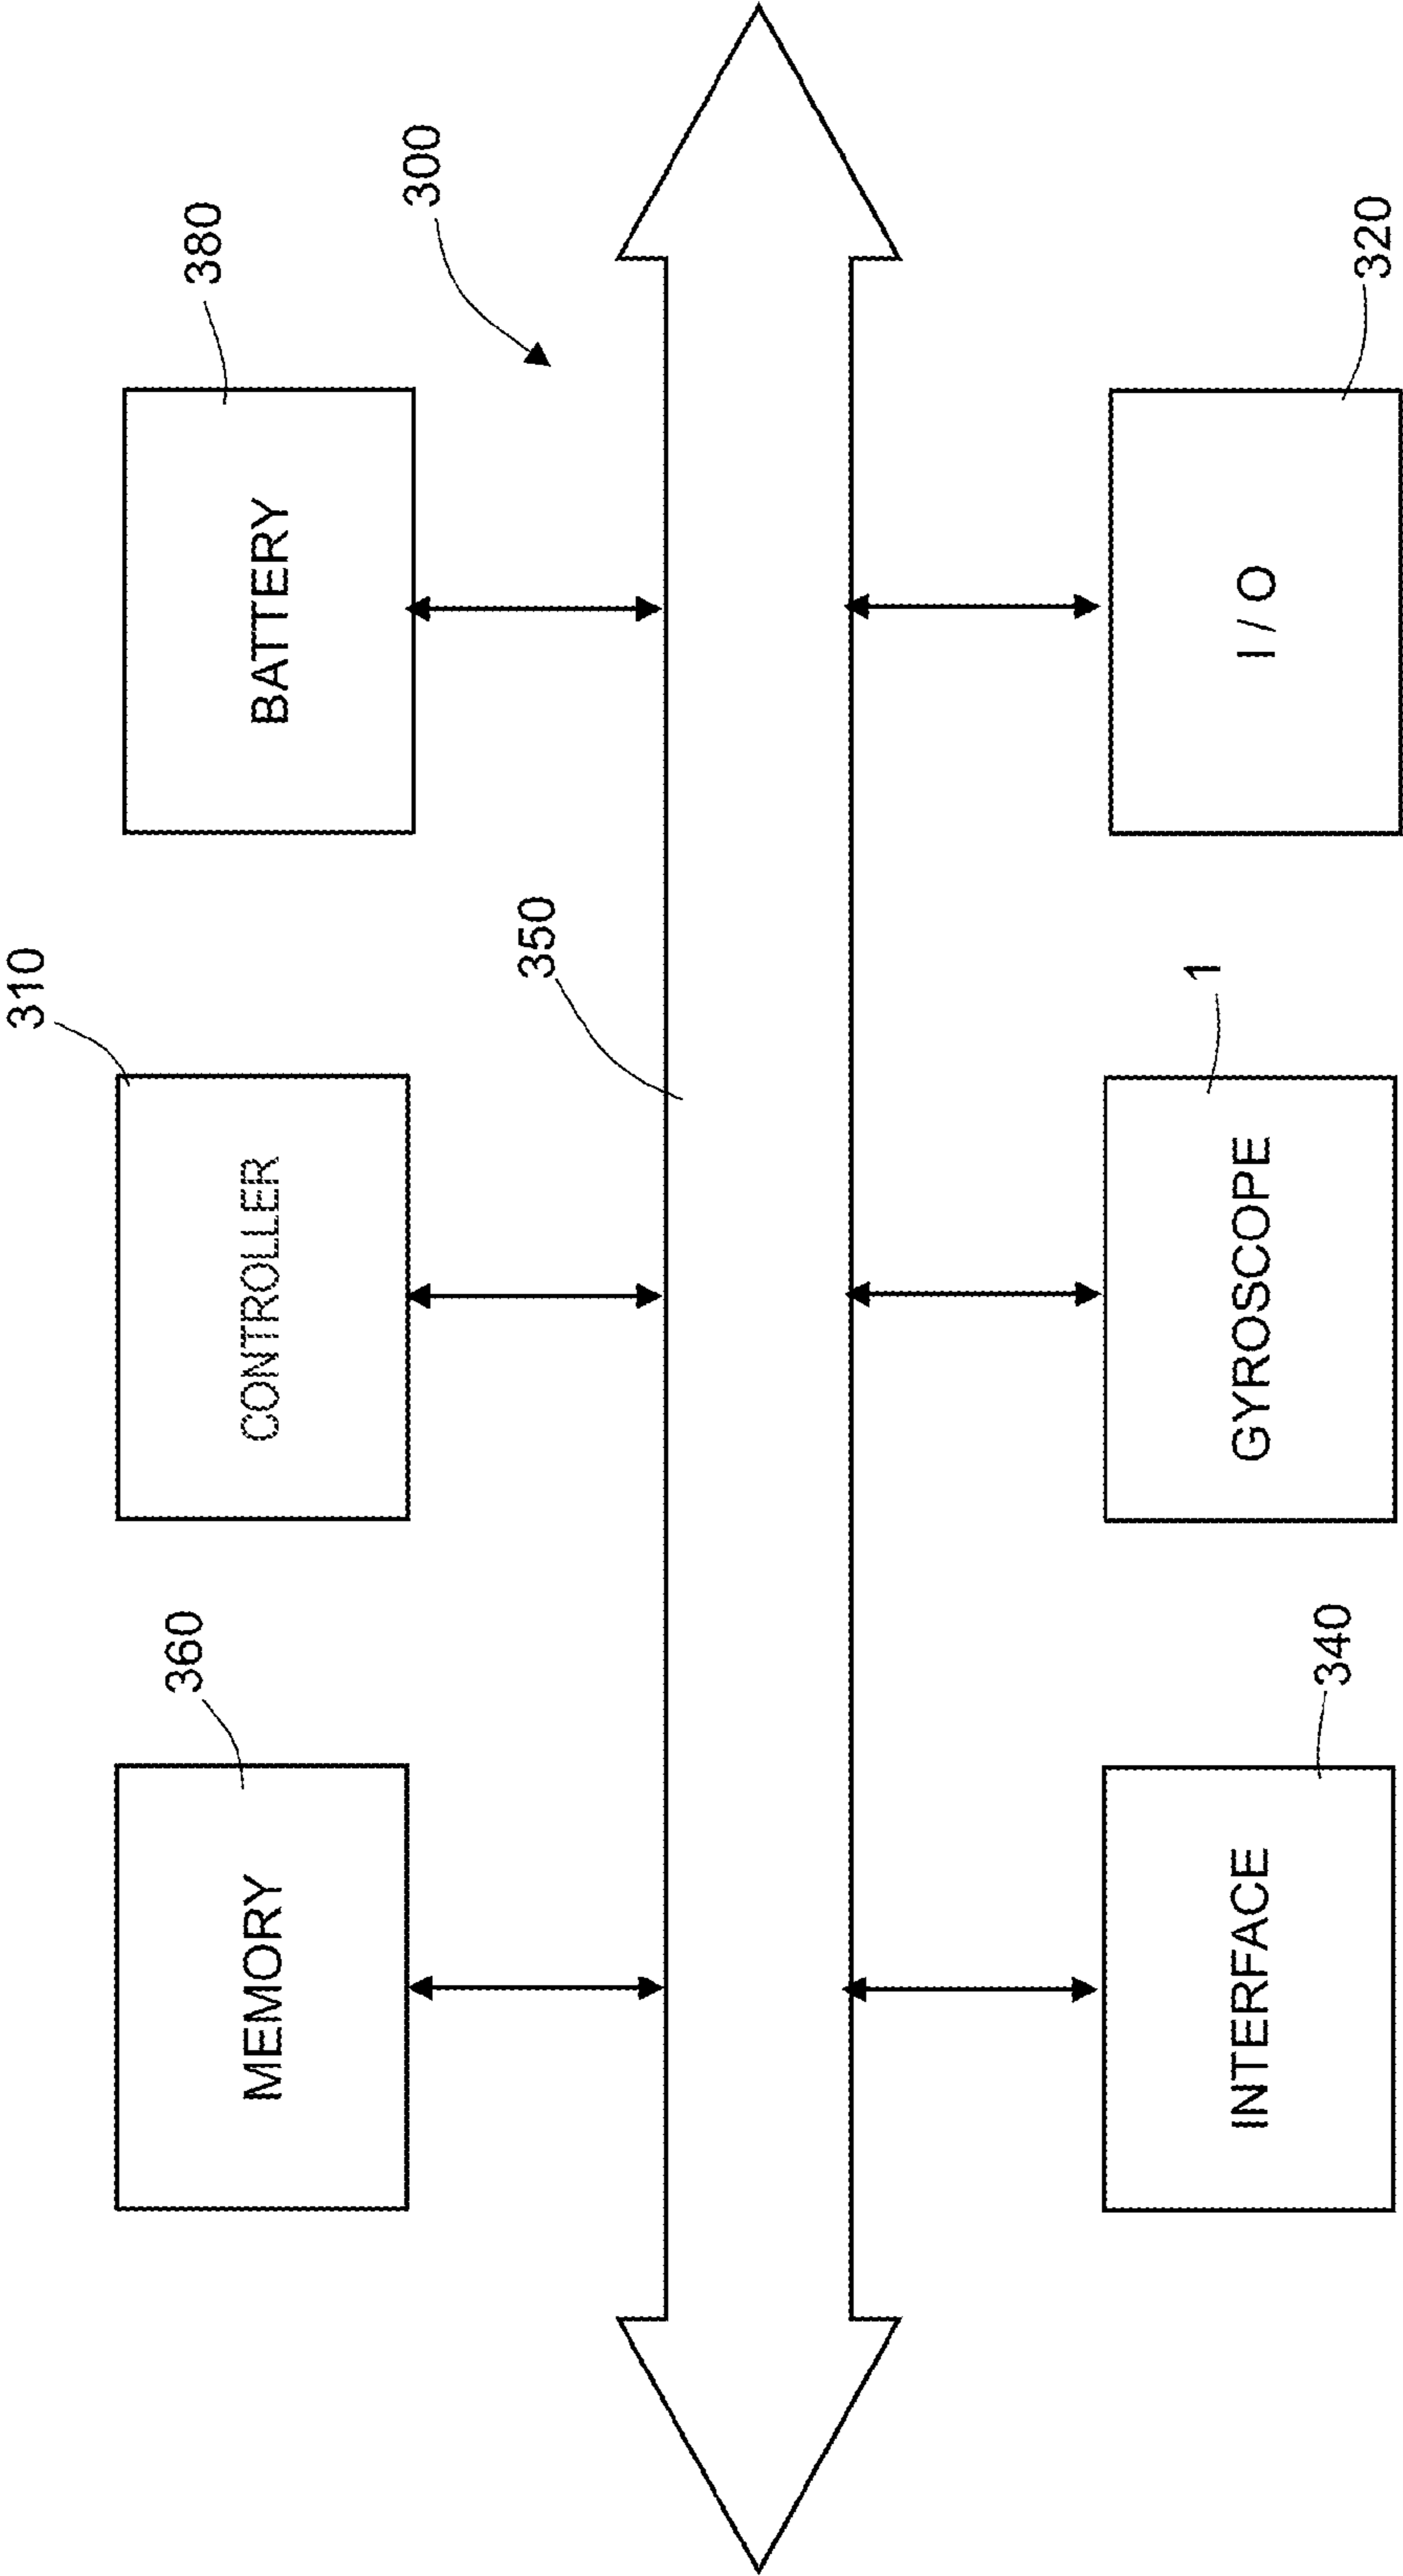 310
360
380
MEMORY
CONTROLLER
BATTERY
300
350
1
INTERFACE
GYROSCOPE
I / O
340
320